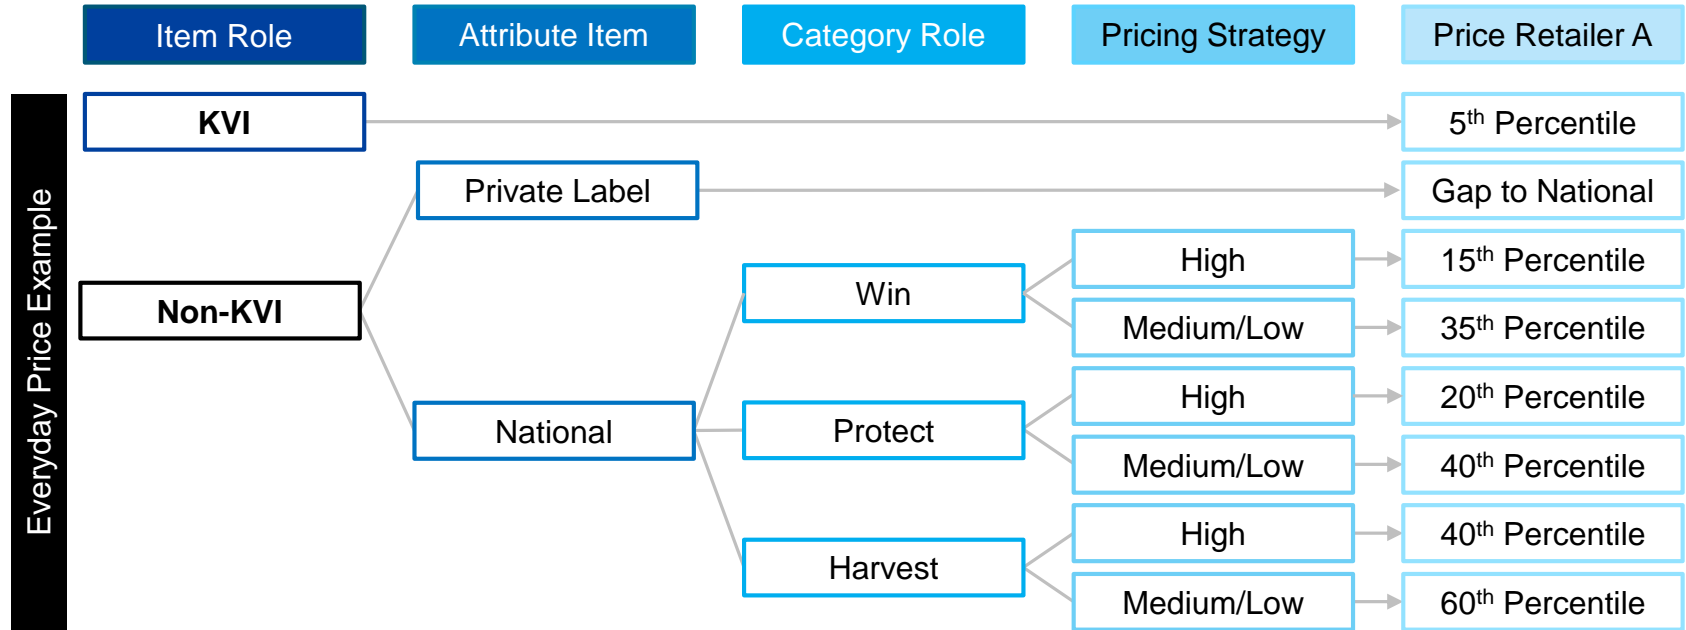 Item Role
Attribute Item
Category Role
Pricing Strategy
Price Retailer A
Everyday Price Example
KVI
5th Percentile
Private Label
Gap to National
Non-KVI
Win
High
15th Percentile
Medium/Low
35th Percentile
National
Protect
High
20th Percentile
Medium/Low
40th Percentile
Harvest
High
40th Percentile
Medium/Low
60th Percentile